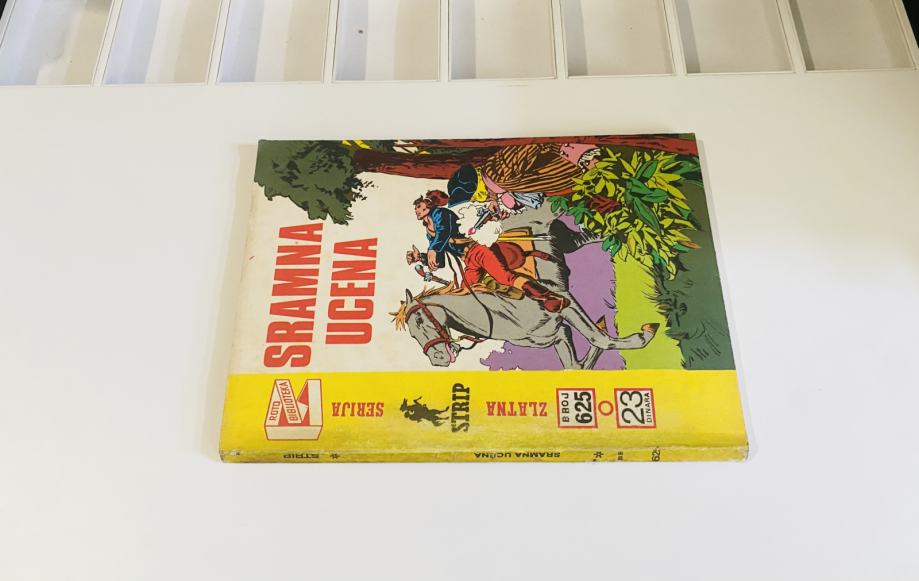 SRAMNA
UCENA
ROTO
BIBLIOTEKA
SERIJA
STRIP
ZLATNA
BROJ
625
23
DINARA
STRIP * SRAMNA UCENA *